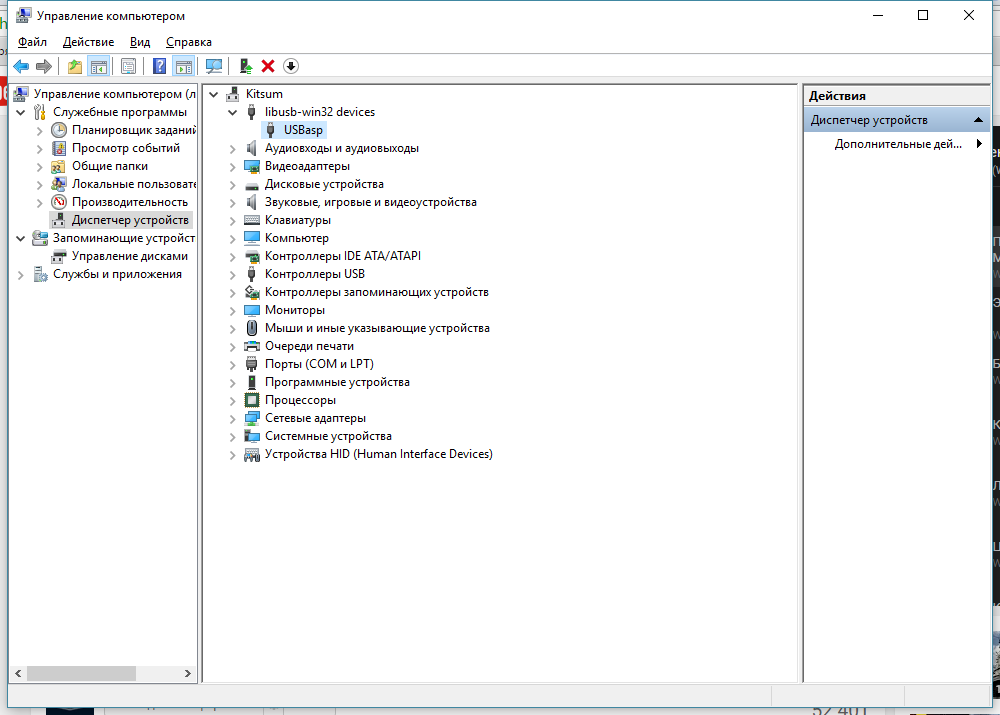 Управление компьютером
Файл Действие Вид Справка
Управление компьютером (л
Служебные программы
Планировщик заданий
Просмотр событий
Общие папки
Локальные пользовате
Производительность
Диспетчер устройств
Запоминающие устройст
Управление дисками
Службы и приложения
Kitsum
libusb-win32 devices
USBasp
Аудиовходы и аудиовыходы
Видеоадаптеры
Дисковые устройства
Звуковые, игровые и видеоустройства
Клавиатуры
Компьютер
Контроллеры IDE ATA/ATAPI
Контроллеры USB
Контроллеры запоминающих устройств
Мониторы
Мыши и иные указывающие устройства
Очереди печати
Порты (COM и LPT)
Программные устройства
Процессоры
Сетевые адаптеры
Системные устройства
Устройства HID (Human Interface Devices)
Действия
Диспетчер устройств
Дополнительные дей...